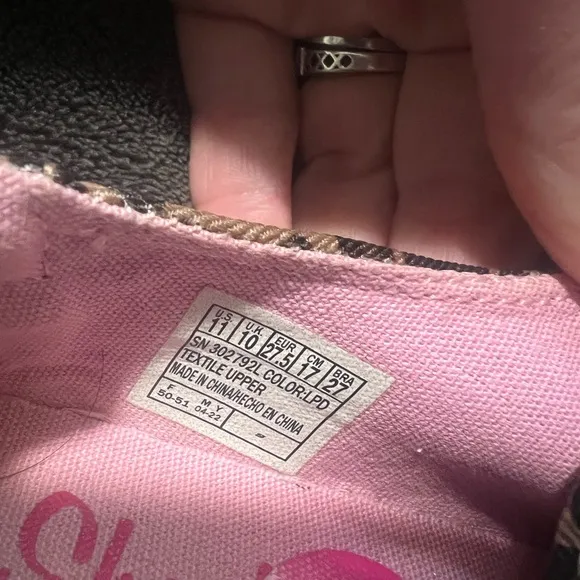 U.S. U.K. EUR CM BRA
11 10 27.5 17 27
SN 302792L COLOR:LPD
TEXTILE UPPER
MADE IN CHINA/HECHO EN CHINA
F M Y
50-51 04-22